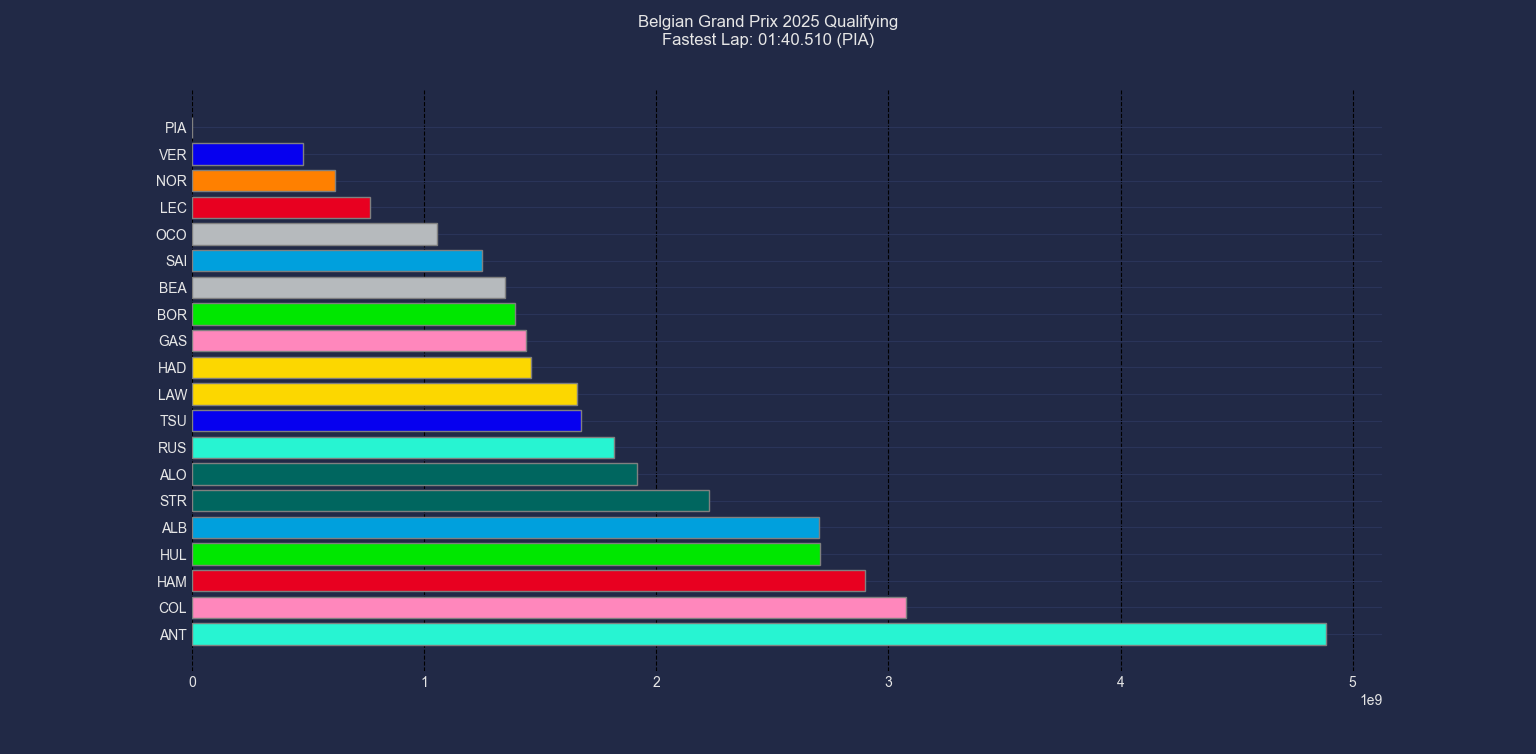 Belgian Grand Prix 2025 Qualifying
Fastest Lap: 01:40.510 (PIA)
PIA
VER
NOR
LEC
OCO
SAI
BEA
BOR
GAS
HAD
LAW
TSU
RUS
ALO
STR
ALB
HUL
HAM
COL
ANT
0 1 2 3 4 5
1e9